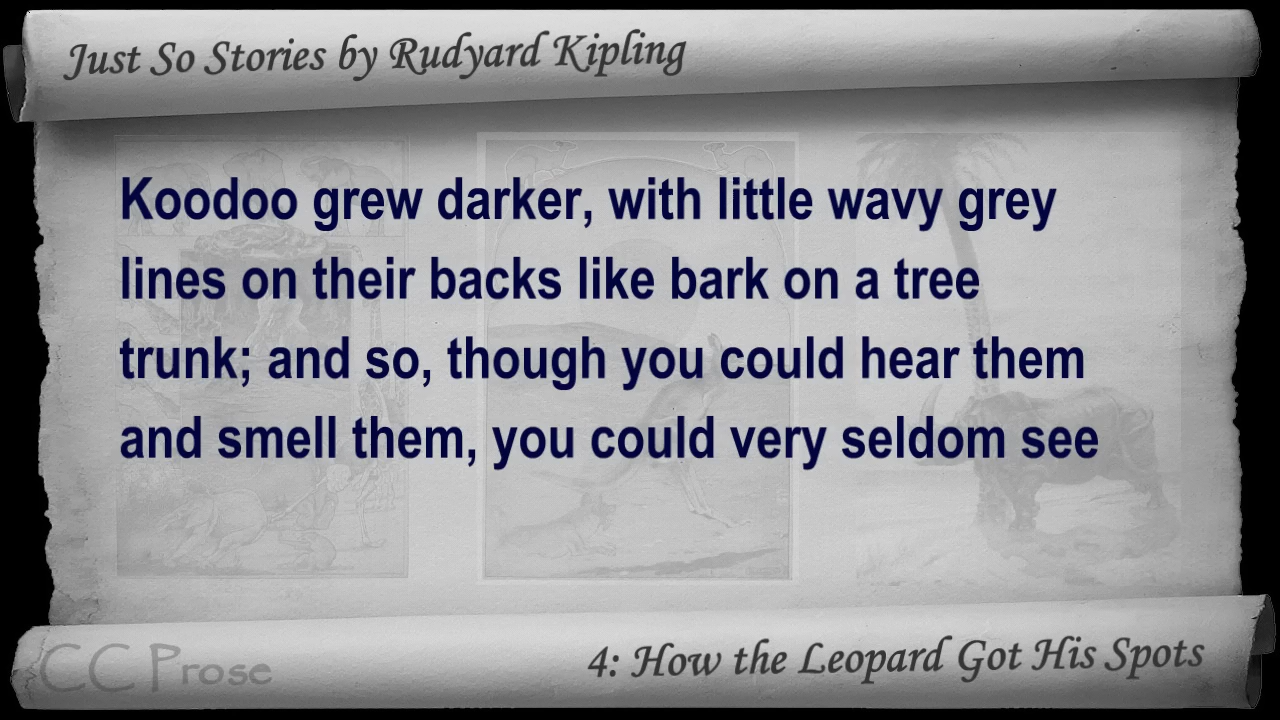 Just So Stories by Rudyard Kipling
Koodoo grew darker, with little wavy grey
lines on their backs like bark on a tree
trunk; and so, though you could hear them
and smell them, you could very seldom see
CC Prose
4: How the Leopard Got His Spots